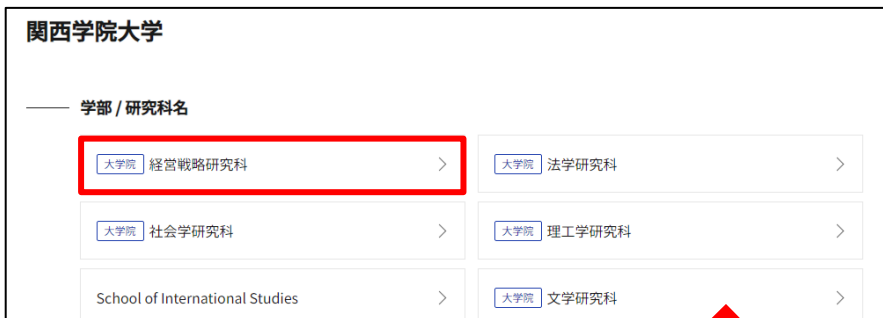 関西学院大学
学部 / 研究科名
大学院 経営戦略研究科
大学院 法学研究科
大学院 社会学研究科
大学院 理工学研究科
School of International Studies
大学院 文学研究科